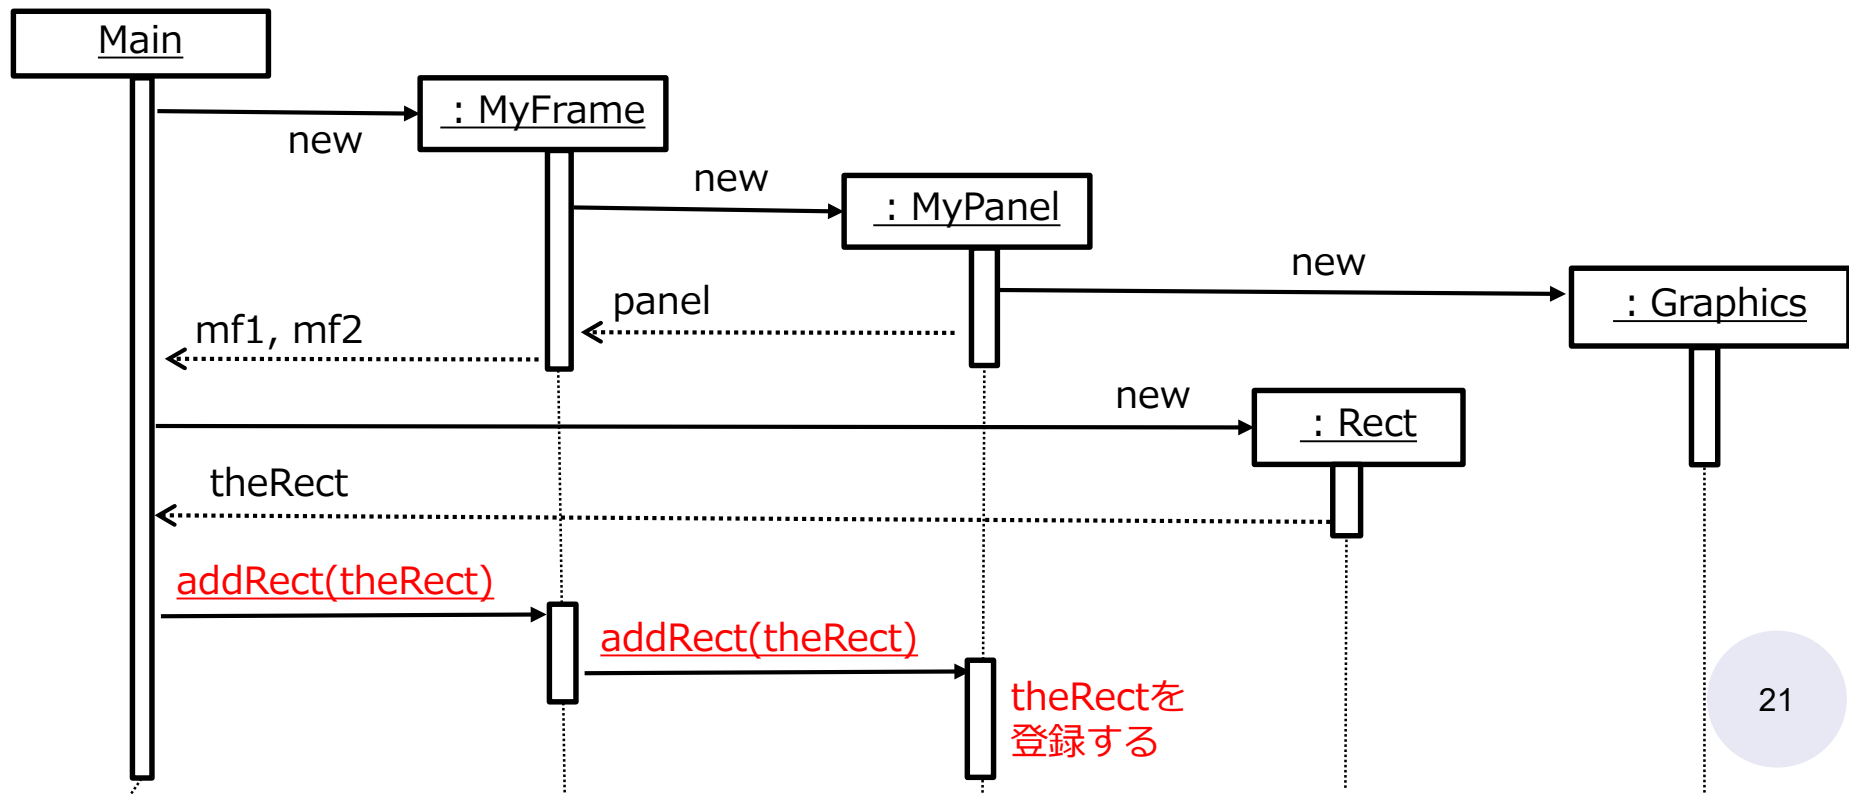 Main
: MyFrame
new
new
: MyPanel
new
: Graphics
panel
mf1, mf2
new
: Rect
theRect
addRect(theRect)
addRect(theRect)
theRectを
登録する
21